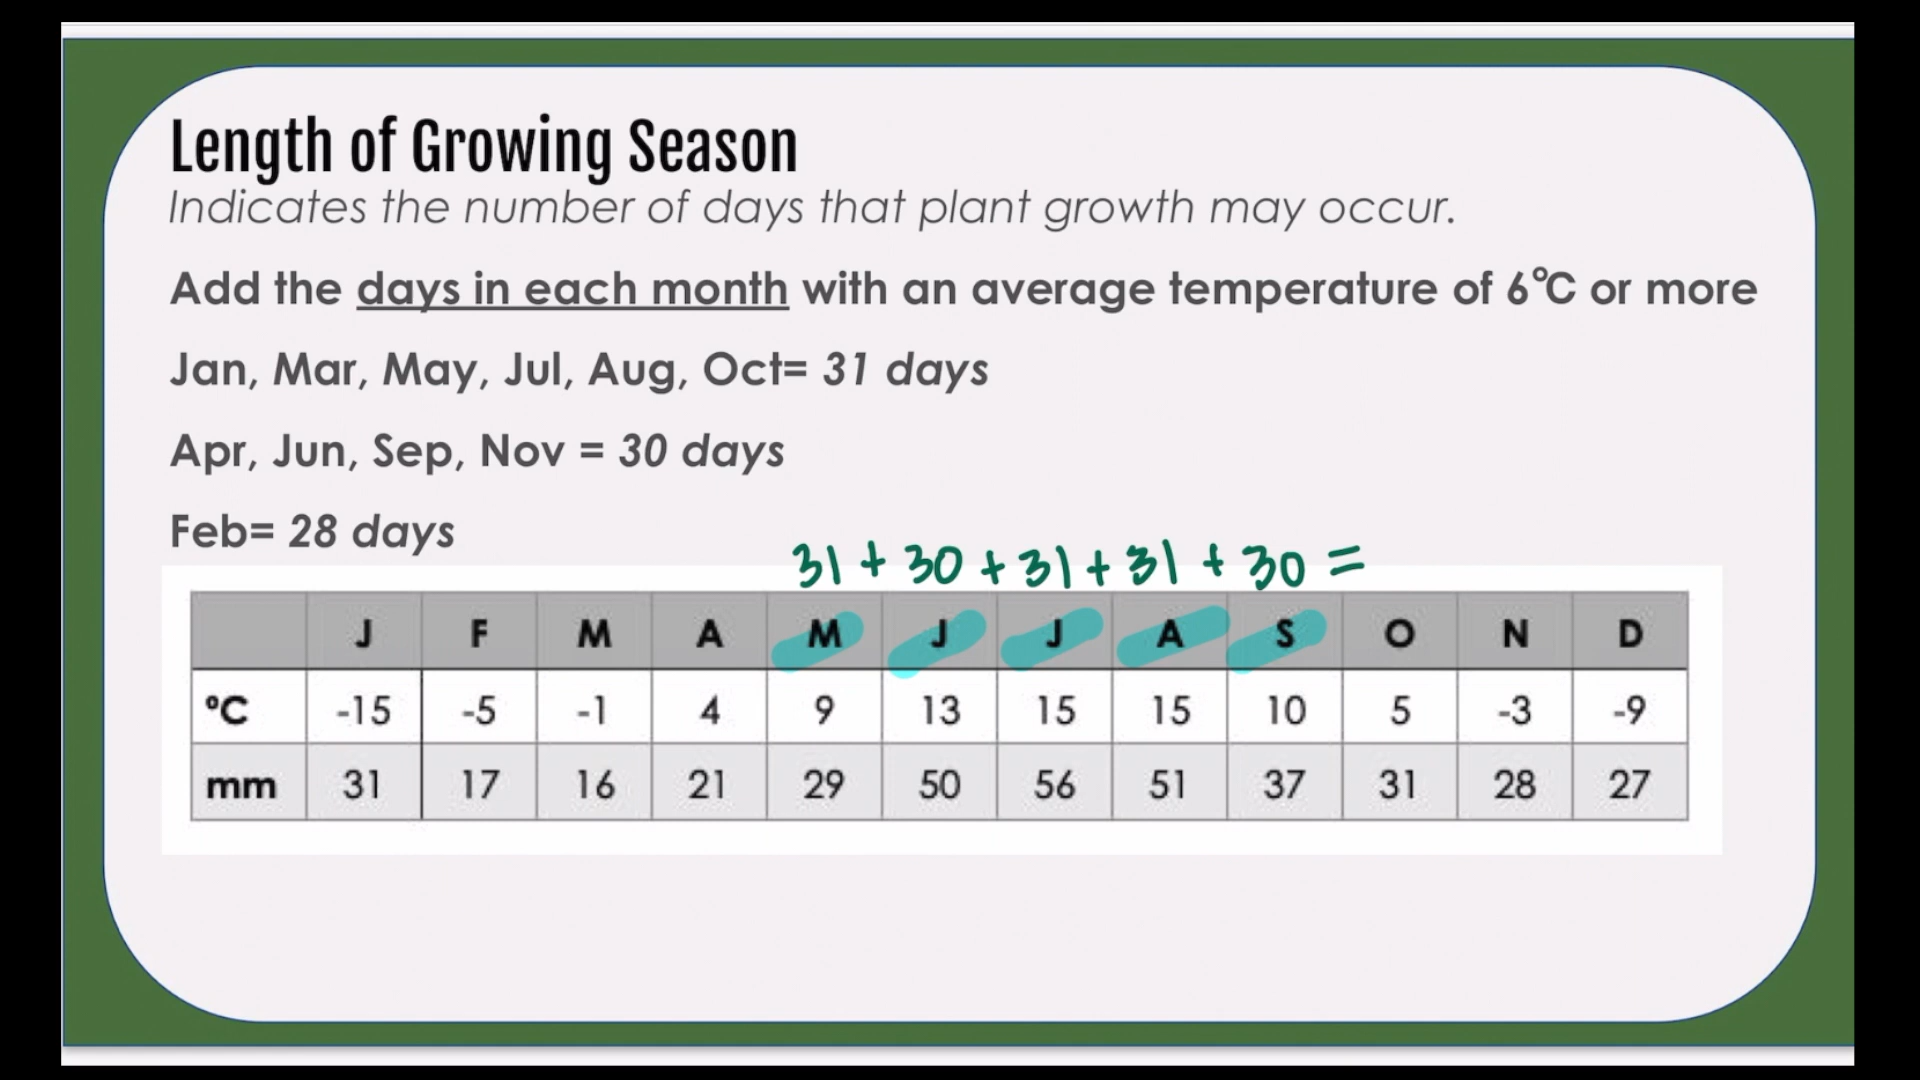 Length of Growing Season
Indicates the number of days that plant growth may occur.
Add the days in each month with an average temperature of 6°C or more
Jan, Mar, May, Jul, Aug, Oct= 31 days
Apr, Jun, Sep, Nov = 30 days
Feb= 28 days
31 + 30 + 31 + 31 + 30 =
J F M A M J J A S O N D
°C -15 -5 -1 4 9 13 15 15 10 5 -3 -9
mm 31 17 16 21 29 50 56 51 37 31 28 27